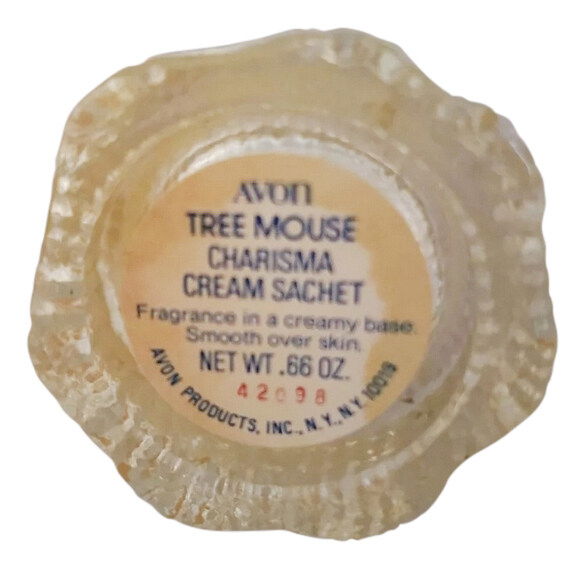 AVON
TREE MOUSE
CHARISMA
CREAM SACHET
Fragrance in a creamy base.
Smooth over skin.
NET WT. .66 OZ.
42098
AVON PRODUCTS, INC., N.Y., N.Y. 10019